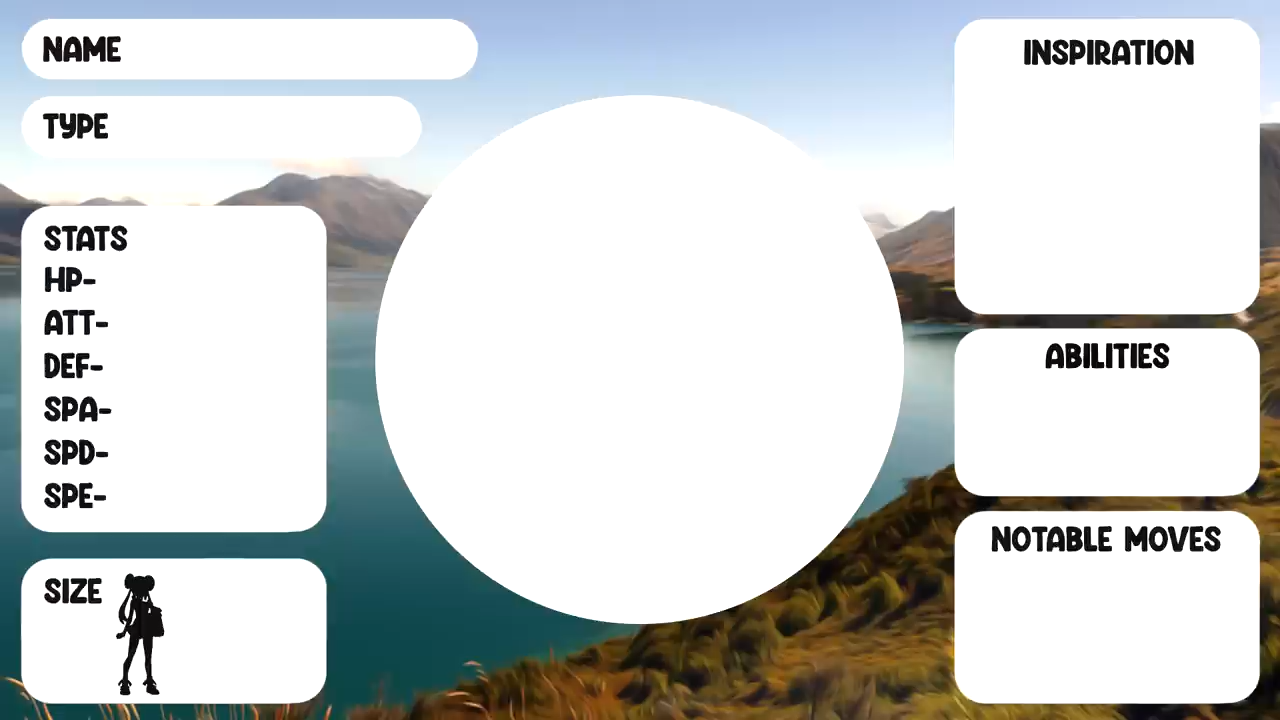 NAME
TYPE
STATS
HP-
ATT-
DEF-
SPA-
SPD-
SPE-
SIZE
INSPIRATION
ABILITIES
NOTABLE MOVES